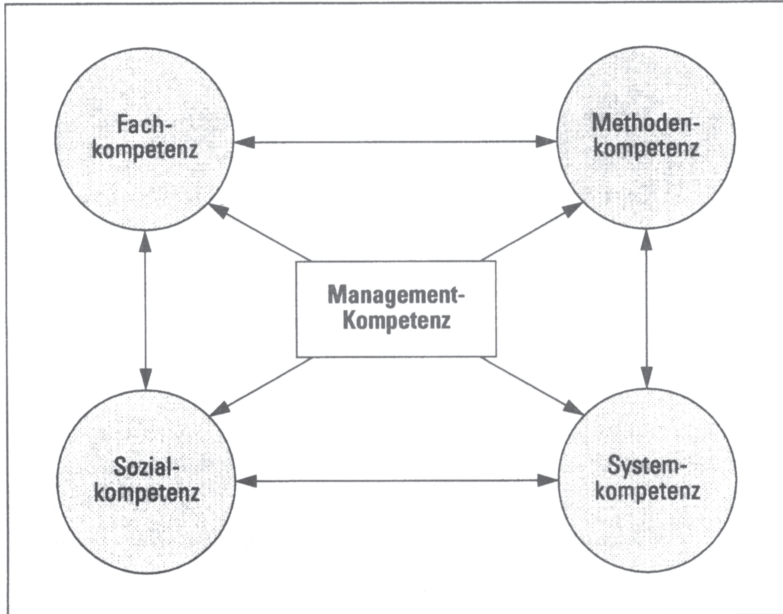 Fach-
kompetenz
Methoden-
kompetenz
Management-
Kompetenz
Sozial-
kompetenz
System-
kompetenz